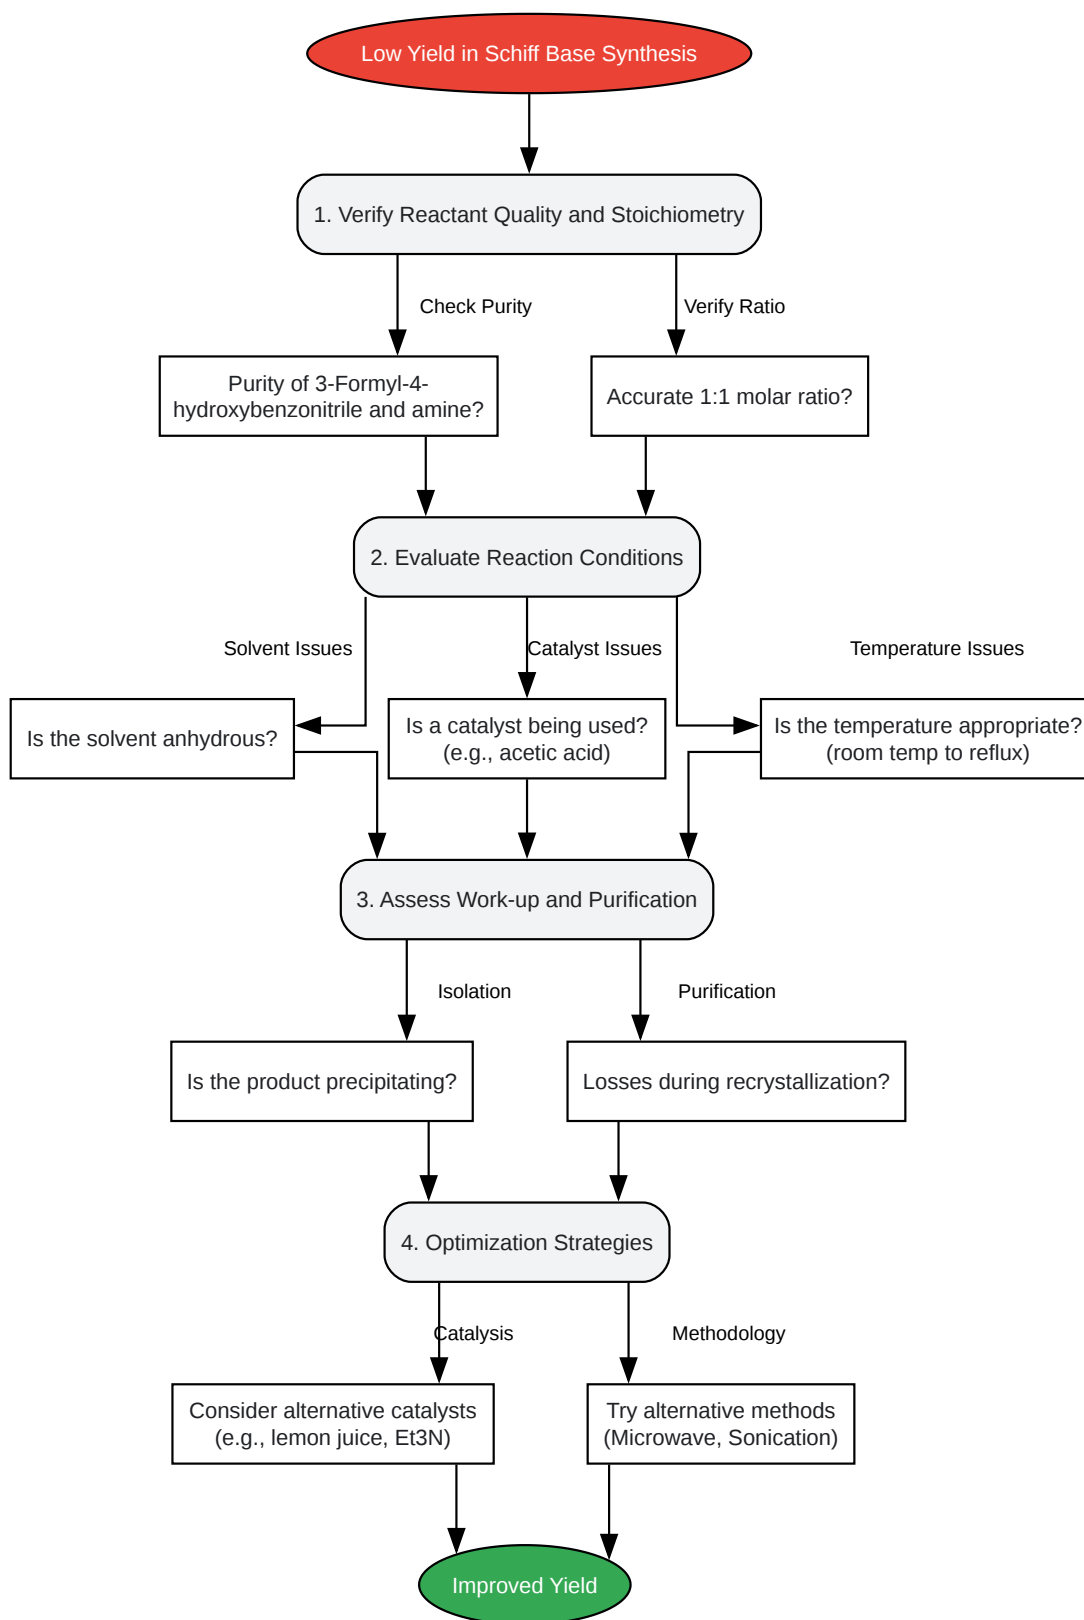 Low Yield in Schiff Base Synthesis
1. Verify Reactant Quality and Stoichiometry
Check Purity
Verify Ratio
Purity of 3-Formyl-4-
hydroxybenzonitrile and amine?
Accurate 1:1 molar ratio?
2. Evaluate Reaction Conditions
Solvent Issues
Catalyst Issues
Temperature Issues
Is the solvent anhydrous?
Is a catalyst being used?
(e.g., acetic acid)
Is the temperature appropriate?
(room temp to reflux)
3. Assess Work-up and Purification
Isolation
Purification
Is the product precipitating?
Losses during recrystallization?
4. Optimization Strategies
Catalysis
Methodology
Consider alternative catalysts
(e.g., lemon juice, Et3N)
Try alternative methods
(Microwave, Sonication)
Improved Yield